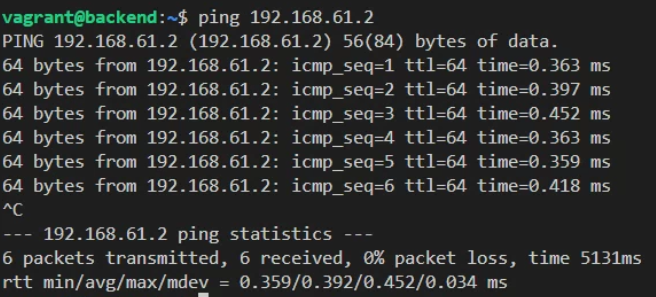 vagrant@backend:~$ ping 192.168.61.2
PING 192.168.61.2 (192.168.61.2) 56(84) bytes of data.
64 bytes from 192.168.61.2: icmp_seq=1 ttl=64 time=0.363 ms
64 bytes from 192.168.61.2: icmp_seq=2 ttl=64 time=0.397 ms
64 bytes from 192.168.61.2: icmp_seq=3 ttl=64 time=0.452 ms
64 bytes from 192.168.61.2: icmp_seq=4 ttl=64 time=0.363 ms
64 bytes from 192.168.61.2: icmp_seq=5 ttl=64 time=0.359 ms
64 bytes from 192.168.61.2: icmp_seq=6 ttl=64 time=0.418 ms
^C
--- 192.168.61.2 ping statistics ---
6 packets transmitted, 6 received, 0% packet loss, time 5131ms
rtt min/avg/max/mdev = 0.359/0.392/0.452/0.034 ms